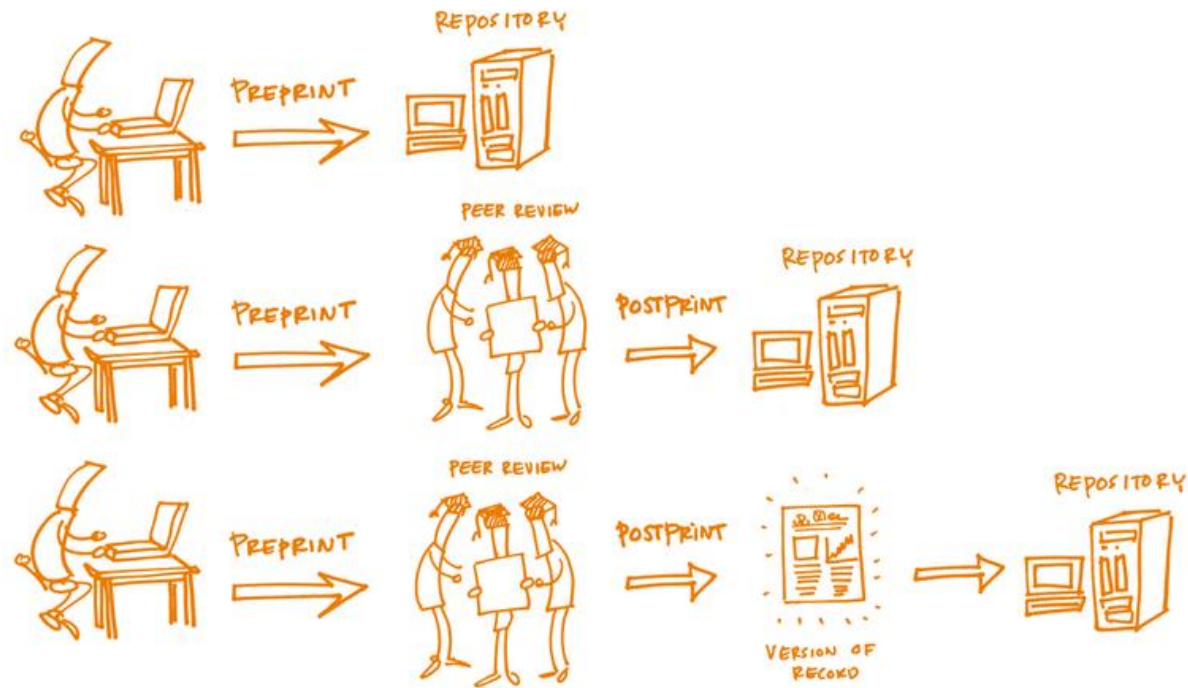 REPOSITORY
PREPRINT
PEER REVIEW
REPOSITORY
PREPRINT
POSTPRINT
PEER REVIEW
REPOSITORY
PREPRINT
POSTPRINT
VERSION OF
RECORD